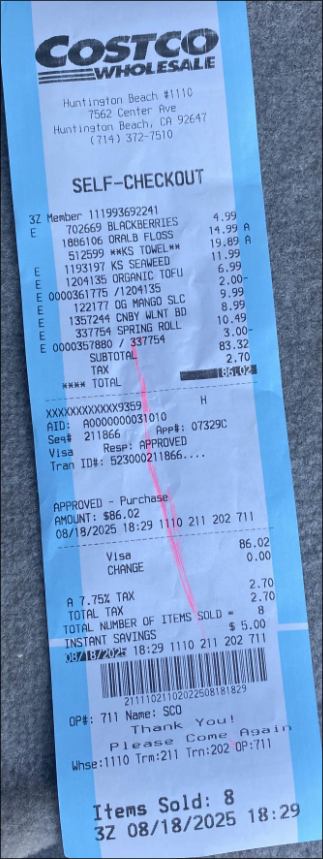 COSTCO
WHOLESALE
Huntington Beach #1110
7562 Center Ave
Huntington Beach, CA 92647
(714) 372-7510
SELF-CHECKOUT
3Z Member 111993692241
E 702669 BLACKBERRIES 4.99
1886106 ORALB FLOSS 14.99 A
512599 **KS TOWEL** 19.89 A
E 1193197 KS SEAWEED 11.99
E 1204135 ORGANIC TOFU 6.99
E 0000361775 /1204135 2.00-
E 122177 OG MANGO SLC 9.99
E 1357244 CNBY WLNT BD 8.99
E 337754 SPRING ROLL 10.49
E 0000357880 / 337754 3.00-
SUBTOTAL 83.32
TAX 2.70
**** TOTAL 86.02
XXXXXXXXXXXX9359 H
AID: A0000000031010
Seq# 211866 App#: 07329C
Visa Resp: APPROVED
Tran ID#: 523000211866....
APPROVED - Purchase
AMOUNT: $86.02
08/18/2025 18:29 1110 211 202 711
Visa 86.02
CHANGE 0.00
A 7.75% TAX 2.70
TOTAL TAX 2.70
TOTAL NUMBER OF ITEMS SOLD = 8
INSTANT SAVINGS $ 5.00
08/18/2025 18:29 1110 211 202 711
OP#: 711 Name: SCO
Thank You!
Please Come Again
Whse:1110 Trm:211 Trn:202 OP:711
Items Sold: 8
3Z 08/18/2025 18:29